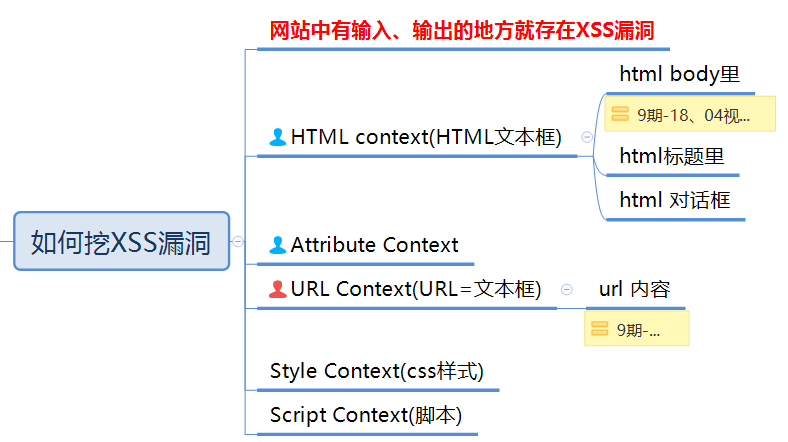 网站中有输入、输出的地方就存在XSS漏洞
html body里
9期-18、04视...
HTML context(HTML文本框)
html标题里
html 对话框
如何挖XSS漏洞
Attribute Context
URL Context(URL=文本框)
url 内容
9期-...
Style Context(css样式)
Script Context(脚本)